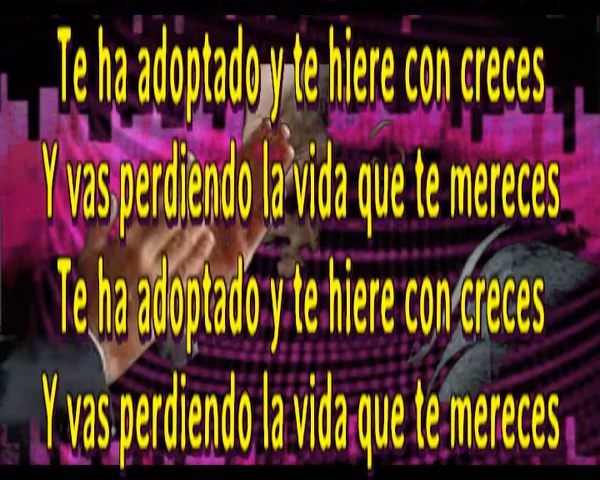 Te ha adoptado y te hiere con creces
Y vas perdiendo la vida que te mereces
Te ha adoptado y te hiere con creces
Y vas perdiendo la vida que te mereces